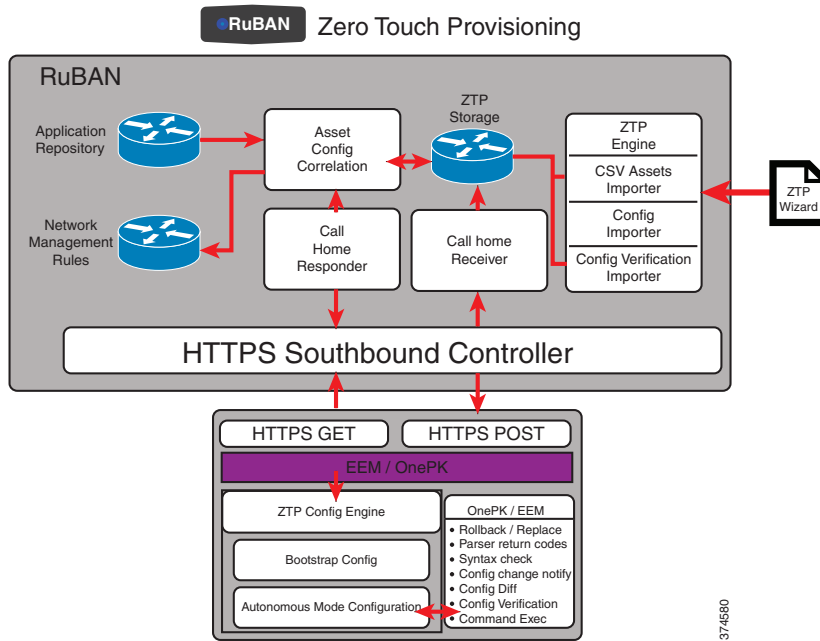 RuBAN
Zero Touch Provisioning
RuBAN
Application
Repository
Asset
Config
Correlation
ZTP
Storage
ZTP
Engine
CSV Assets
Importer
Config
Importer
Config Verification
Importer
ZTP
Wizard
Network
Management
Rules
Call
Home
Responder
Call home
Receiver
HTTPS Southbound Controller
HTTPS GET
HTTPS POST
EEM / OnePK
ZTP Config Engine
Bootstrap Config
Autonomous Mode Configuration
OnePK / EEM
• Rollback / Replace
• Parser return codes
• Syntax check
• Config change notify
• Config Diff
• Config Verification
• Command Exec
374580